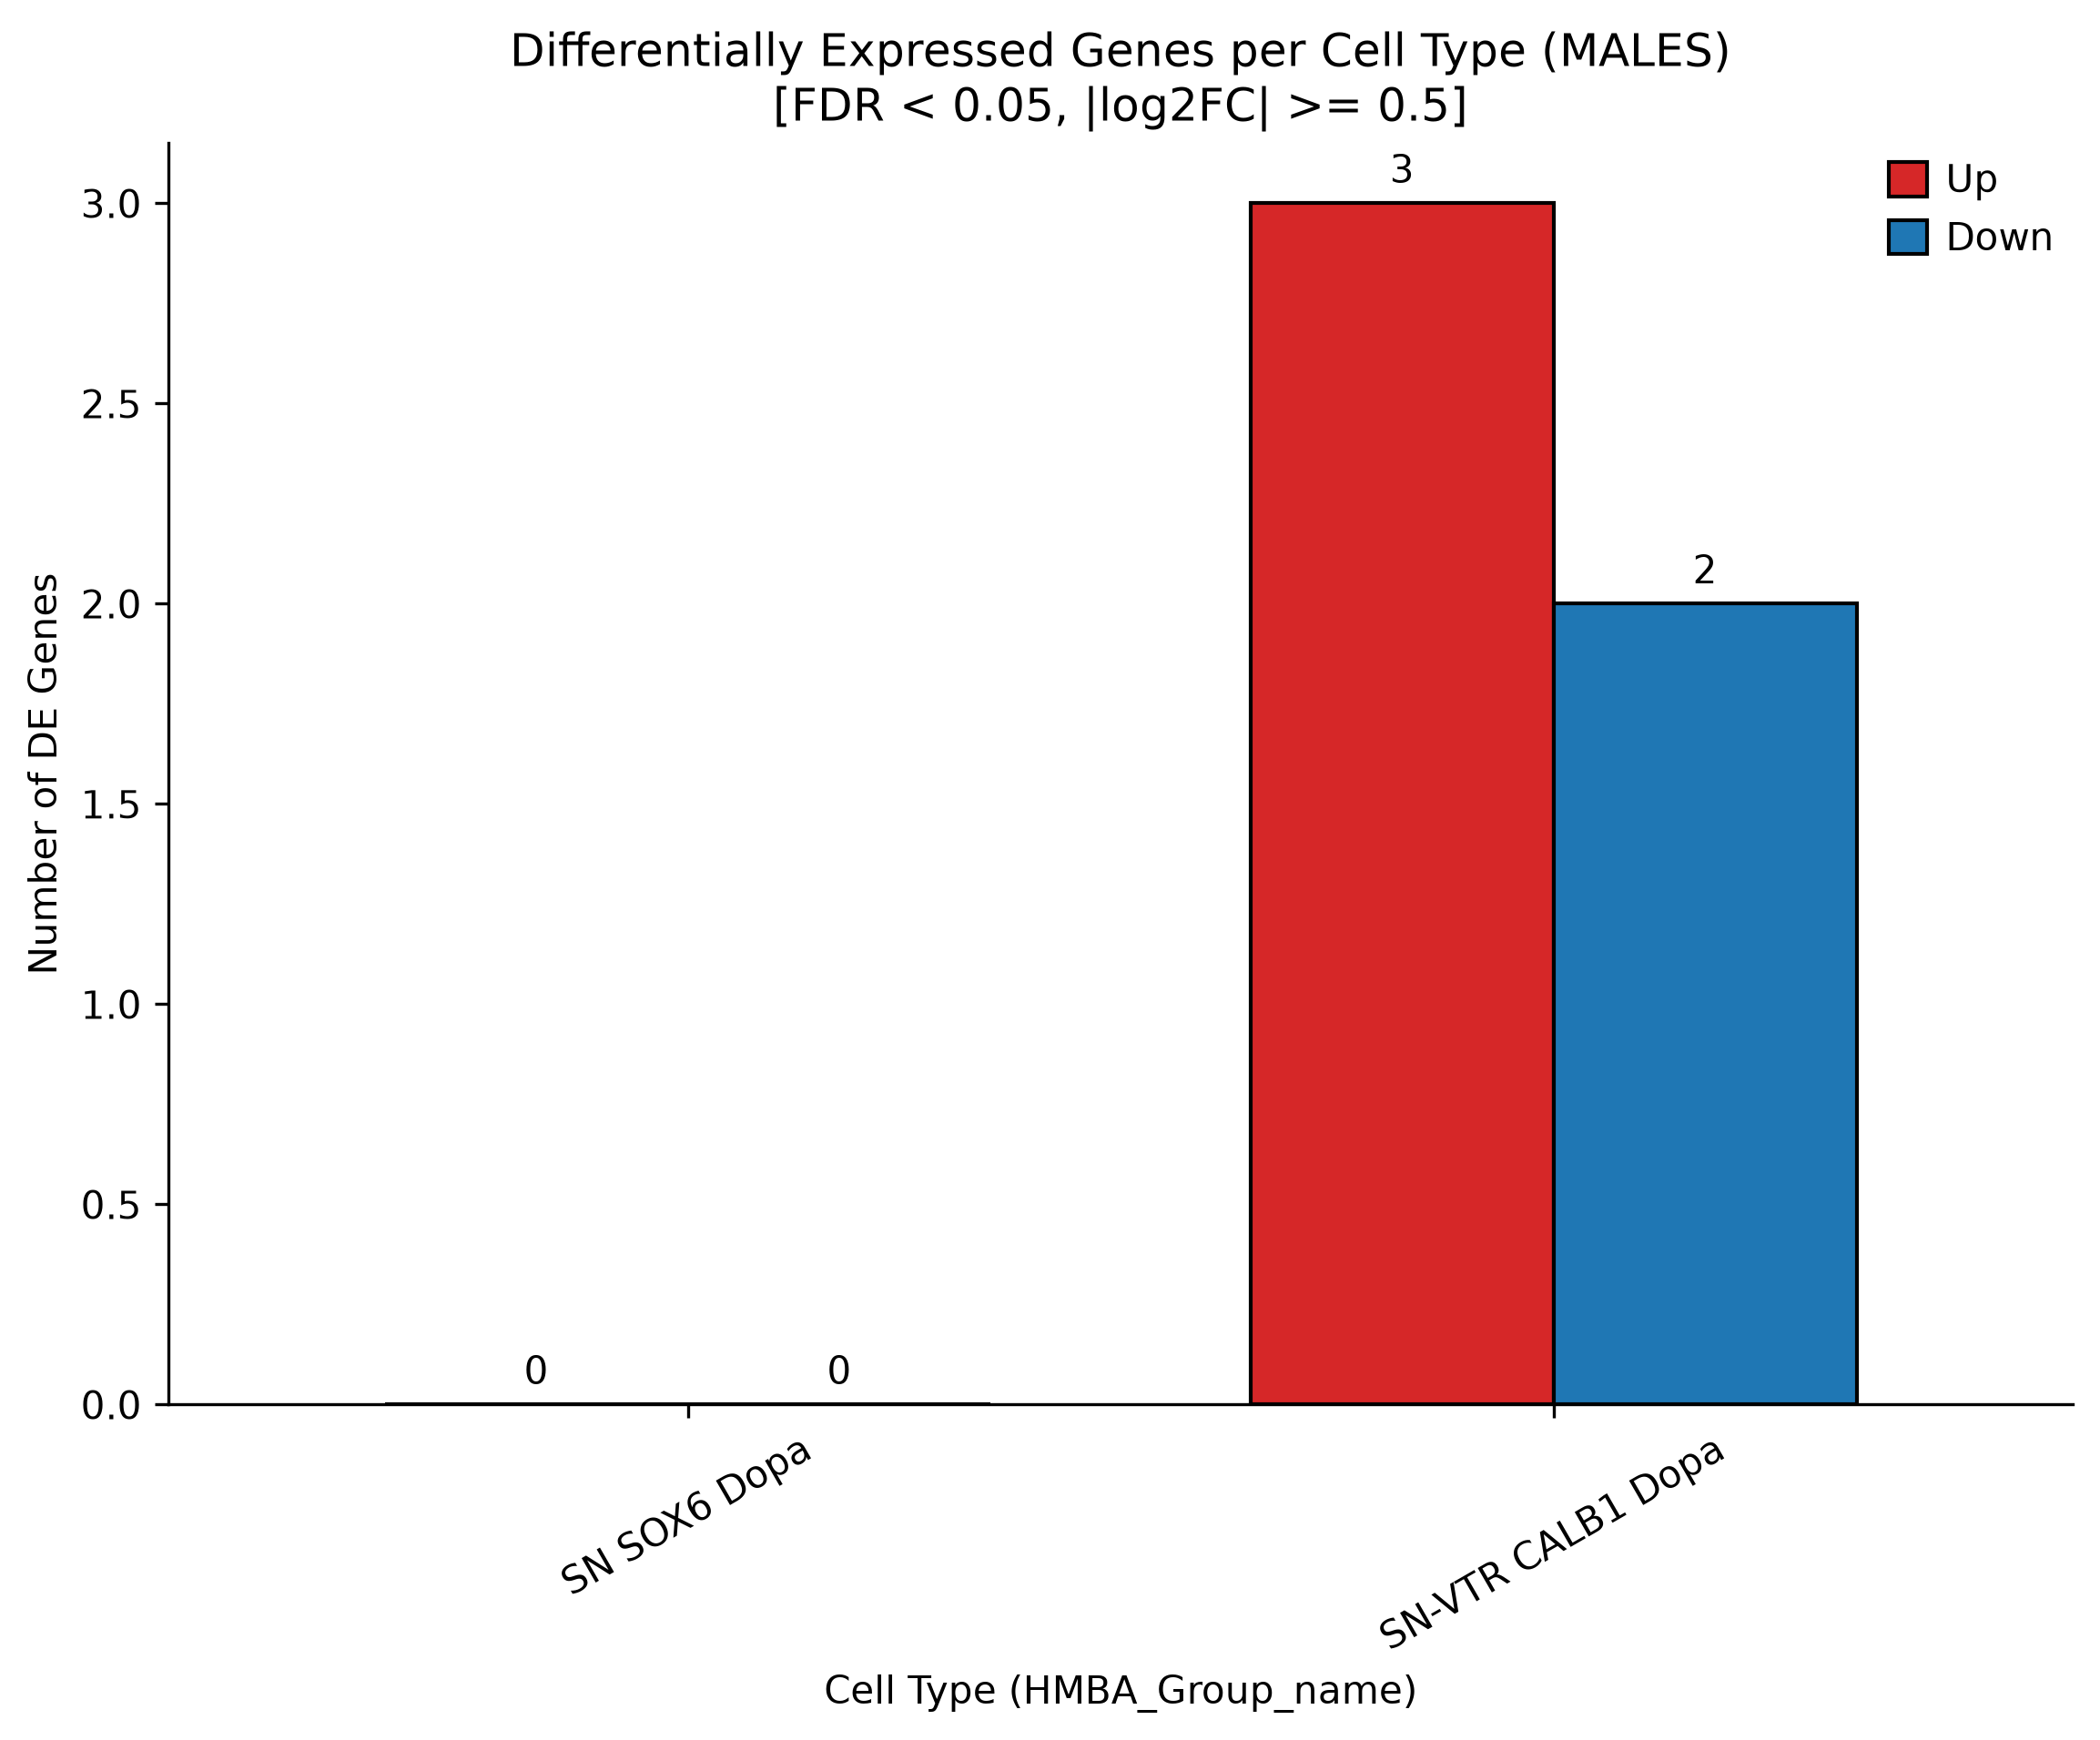 Differentially Expressed Genes per Cell Type (MALES)
[FDR < 0.05, |log2FC| >= 0.5]
Up
Down
Number of DE Genes
3.0
2.5
2.0
1.5
1.0
0.5
0.0
0
0
3
2
SN SOX6 Dopa
SN-VTR CALB1 Dopa
Cell Type (HMBA_Group_name)